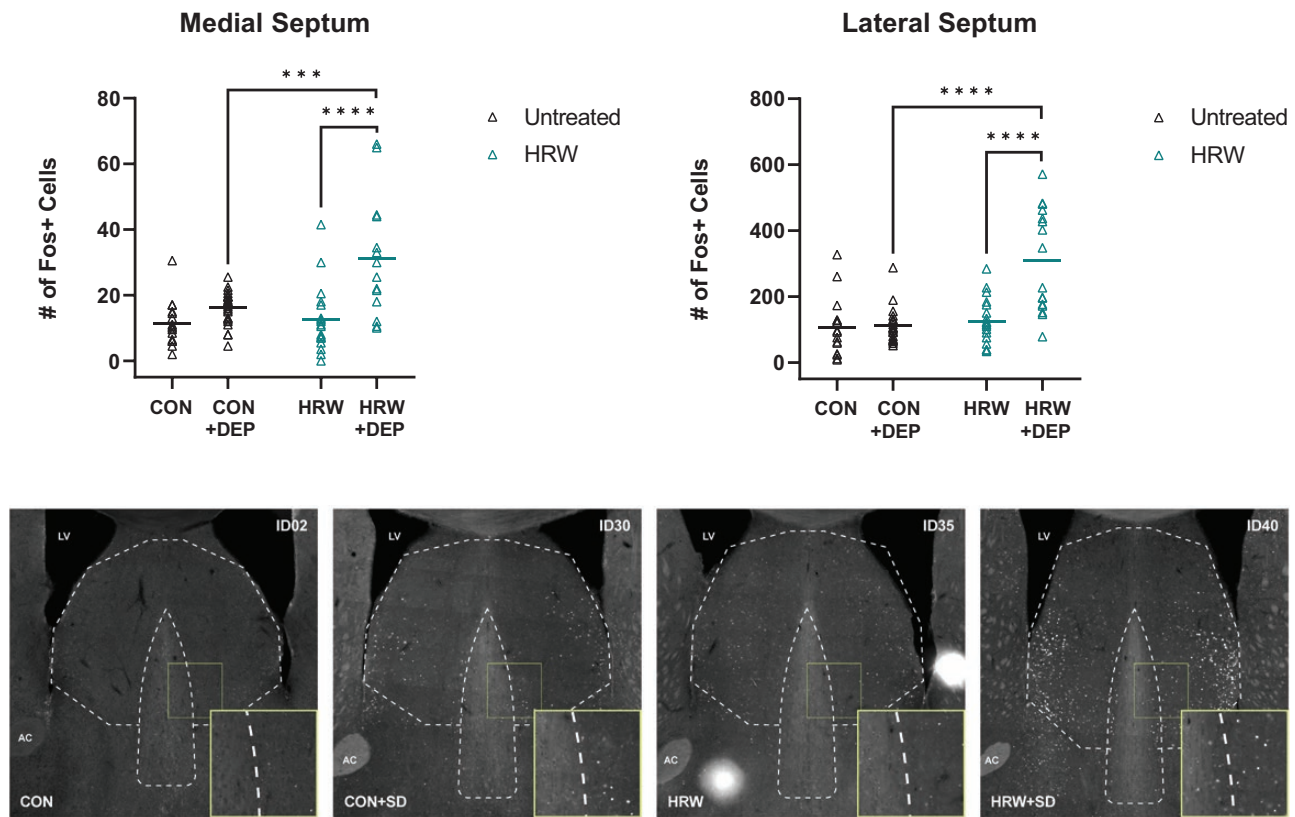 Medial Septum
# of Fos+ Cells
80
60
40
20
0
***
****
CON
CON
+DEP
HRW
HRW
+DEP
Untreated
HRW
Lateral Septum
# of Fos+ Cells
800
600
400
200
0
****
****
CON
CON
+DEP
HRW
HRW
+DEP
Untreated
HRW
LV
ID02
AC
CON
LV
ID30
AC
CON+SD
LV
ID35
AC
HRW
LV
ID40
AC
HRW+SD